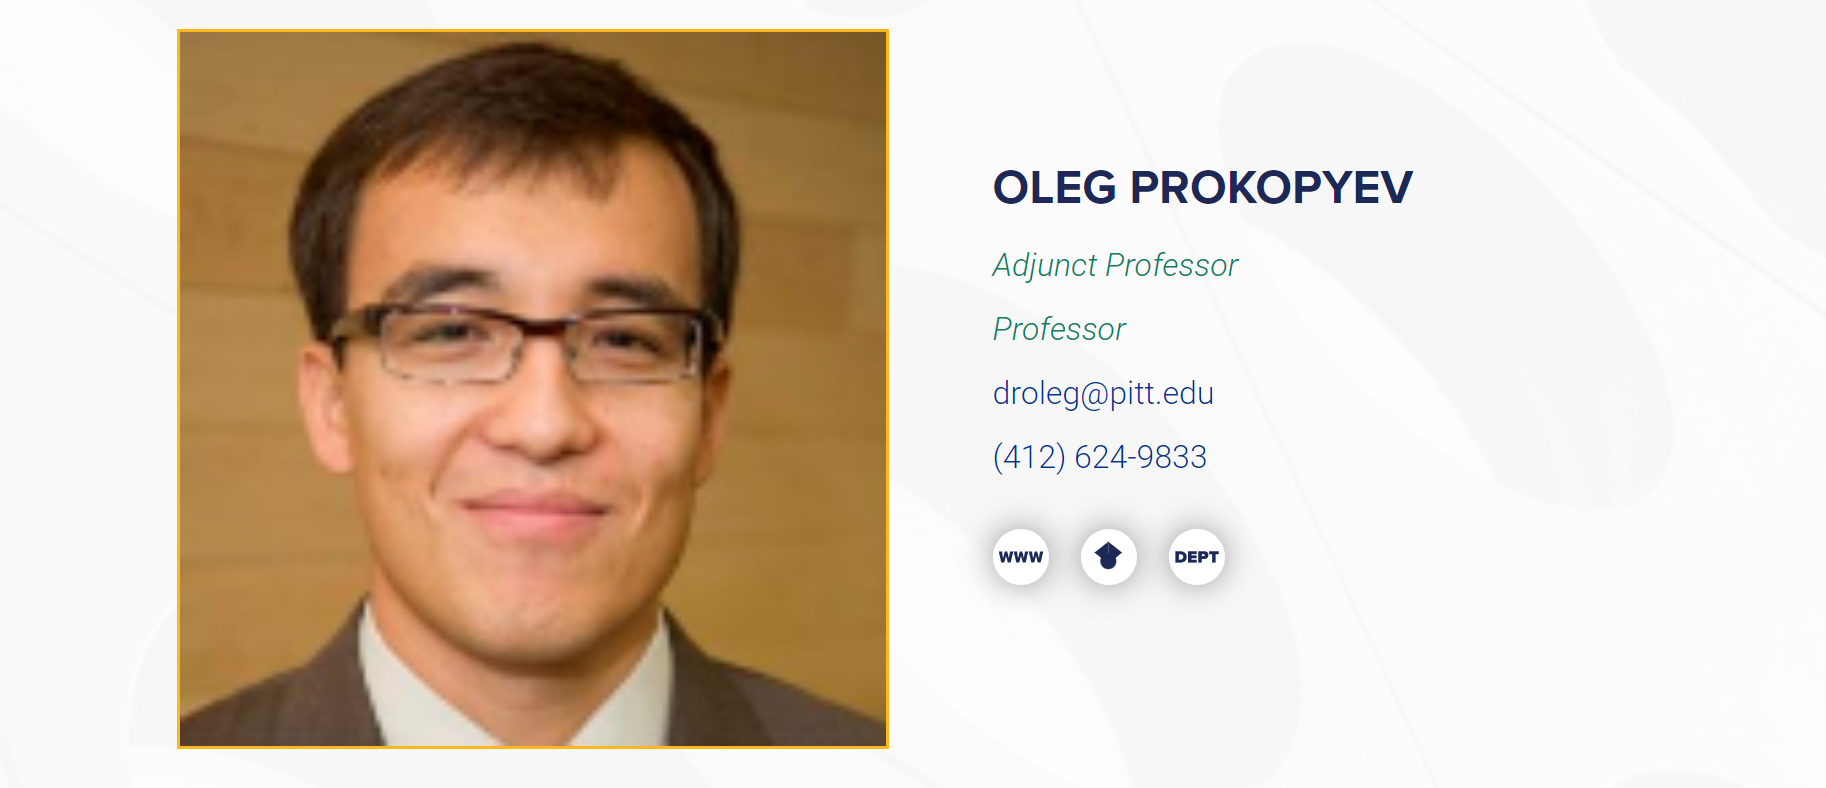 OLEG PROKOPYEV
Adjunct Professor
Professor
droleg@pitt.edu
(412) 624-9833
WWW DEPT